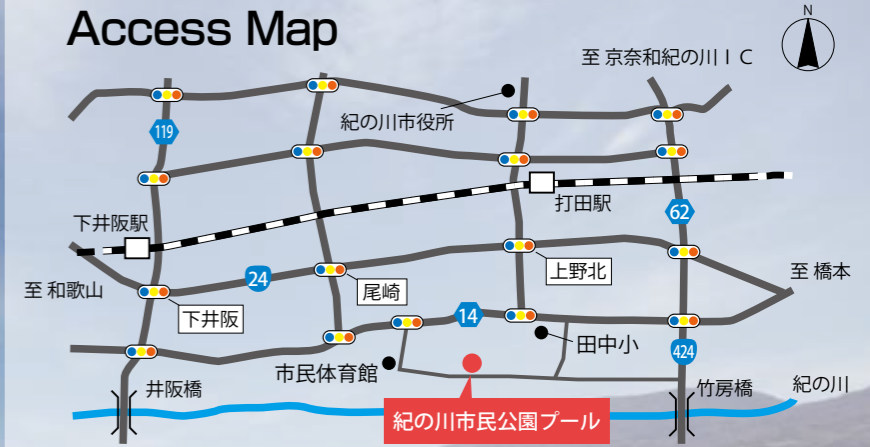 Access Map
N
至 京奈和紀の川ＩＣ
紀の川市役所
119
下井阪駅
打田駅
62
至 和歌山
24
下井阪
尾崎
上野北
至 橋本
14
田中小
424
市民体育館
井阪橋
竹房橋
紀の川
紀の川市民公園プール